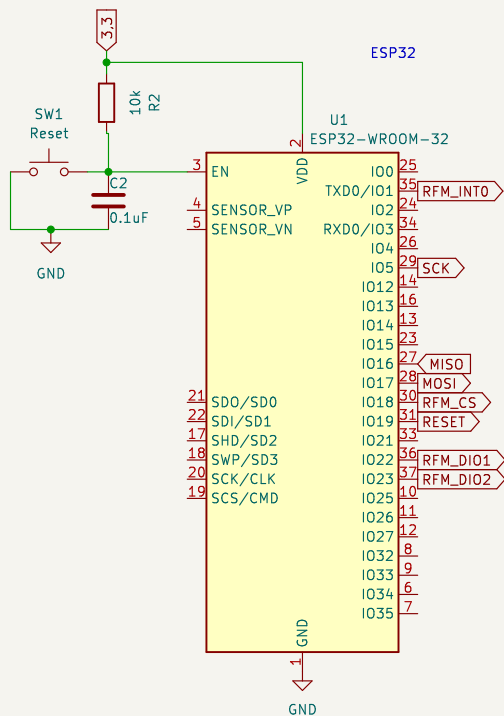 3.3
ESP32
10k
R2
SW1
Reset
C2
0.1uF
GND
U1
ESP32-WROOM-32
2
VDD
3 EN
4 SENSOR_VP
5 SENSOR_VN
21 SDO/SD0
22 SDI/SD1
17 SHD/SD2
18 SWP/SD3
20 SCK/CLK
19 SCS/CMD
IO0 25
TXD0/IO1 35 RFM_INT0
IO2 24
RXD0/IO3 34
IO4 26
IO5 29 SCK
IO12 14
IO13 16
IO14 13
IO15 23
IO16 27 MISO
IO17 28 MOSI
IO18 30 RFM_CS
IO19 31 RESET
IO21 33
IO22 36 RFM_DIO1
IO23 37 RFM_DIO2
IO25 10
IO26 11
IO27 12
IO32 8
IO33 9
IO34 6
IO35 7
GND
1
GND